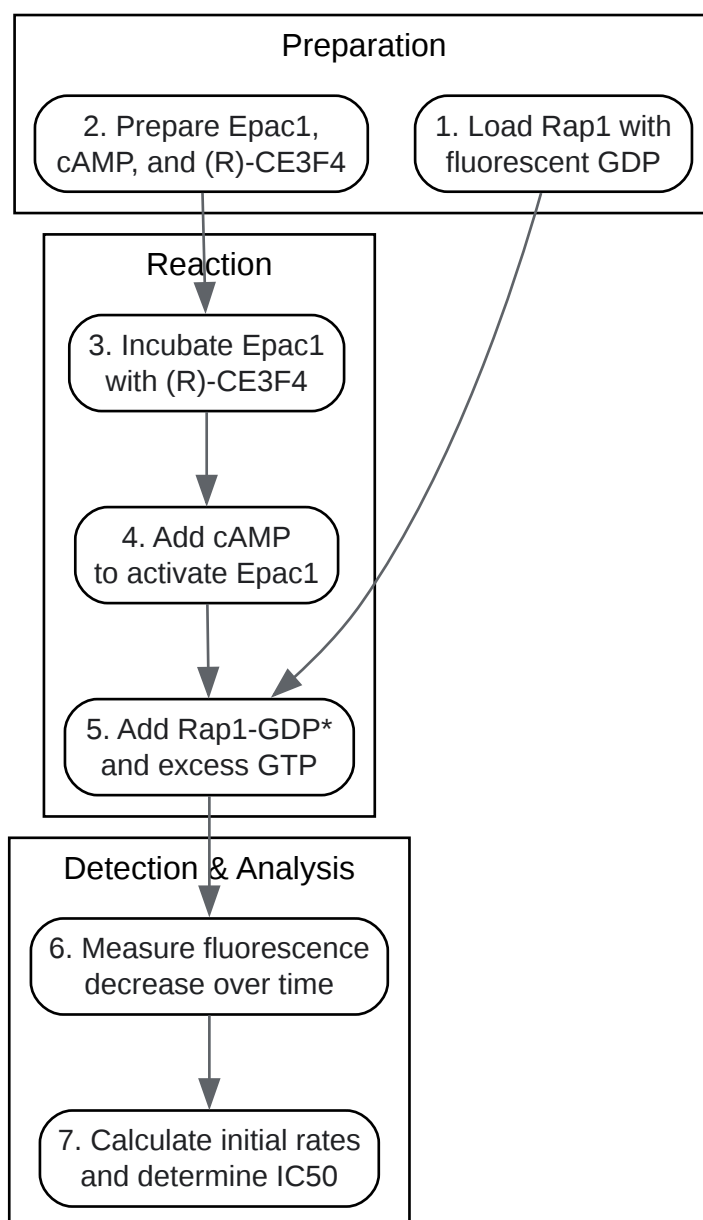 Preparation
2. Prepare Epac1,
cAMP, and (R)-CE3F4
1. Load Rap1 with
fluorescent GDP
Reaction
3. Incubate Epac1
with (R)-CE3F4
4. Add cAMP
to activate Epac1
5. Add Rap1-GDP*
and excess GTP
Detection & Analysis
6. Measure fluorescence
decrease over time
7. Calculate initial rates
and determine IC50